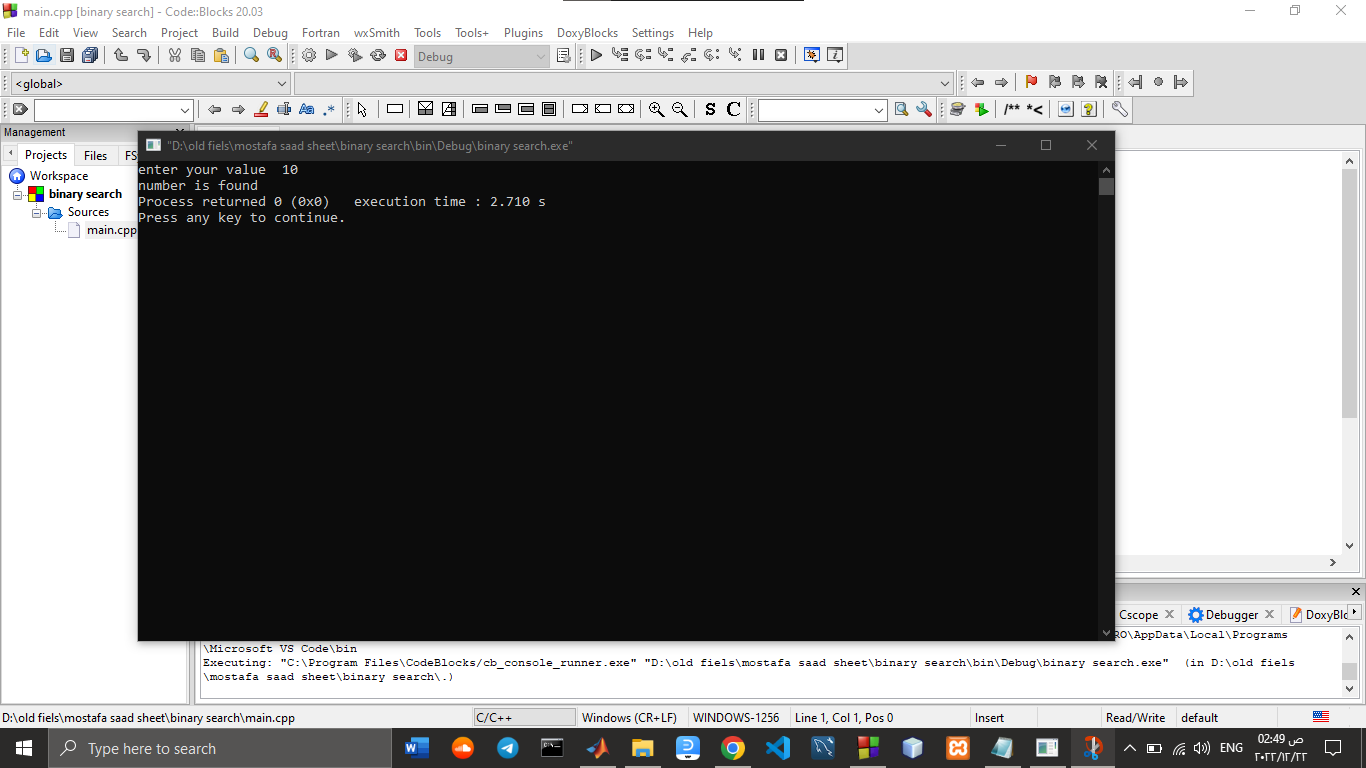 main.cpp [binary search] - Code::Blocks 20.03
File Edit View Search Project Build Debug Fortran wxSmith Tools Tools+ Plugins DoxyBlocks Settings Help
Debug
<global>
Aa .* S C /** *<
Management
Projects Files FS
Workspace
binary search
Sources
main.cpp
"D:\old fiels\mostafa saad sheet\binary search\bin\Debug\binary search.exe"
enter your value  10
number is found
Process returned 0 (0x0)   execution time : 2.710 s
Press any key to continue.
Cscope Debugger DoxyBlo
RO\AppData\Local\Programs
\Microsoft VS Code\bin
Executing: "C:\Program Files\CodeBlocks/cb_console_runner.exe" "D:\old fiels\mostafa saad sheet\binary search\bin\Debug\binary search.exe"  (in D:\old fiels
\mostafa saad sheet\binary search\.)
D:\old fiels\mostafa saad sheet\binary search\main.cpp C/C++ Windows (CR+LF) WINDOWS-1256 Line 1, Col 1, Pos 0 Insert Read/Write default
Type here to search
ENG
02:49 ص
٢٠٢٢/١٢/٢٢